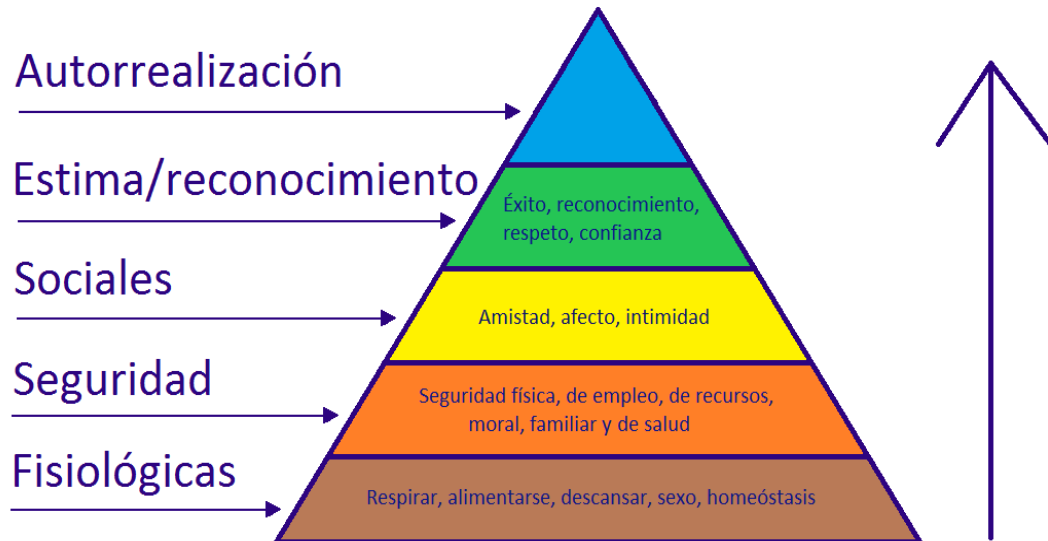 Autorrealización
Estima/reconocimiento
Éxito, reconocimiento,
respeto, confianza
Sociales
Amistad, afecto, intimidad
Seguridad
Seguridad física, de empleo, de recursos,
moral, familiar y de salud
Fisiológicas
Respirar, alimentarse, descansar, sexo, homeóstasis